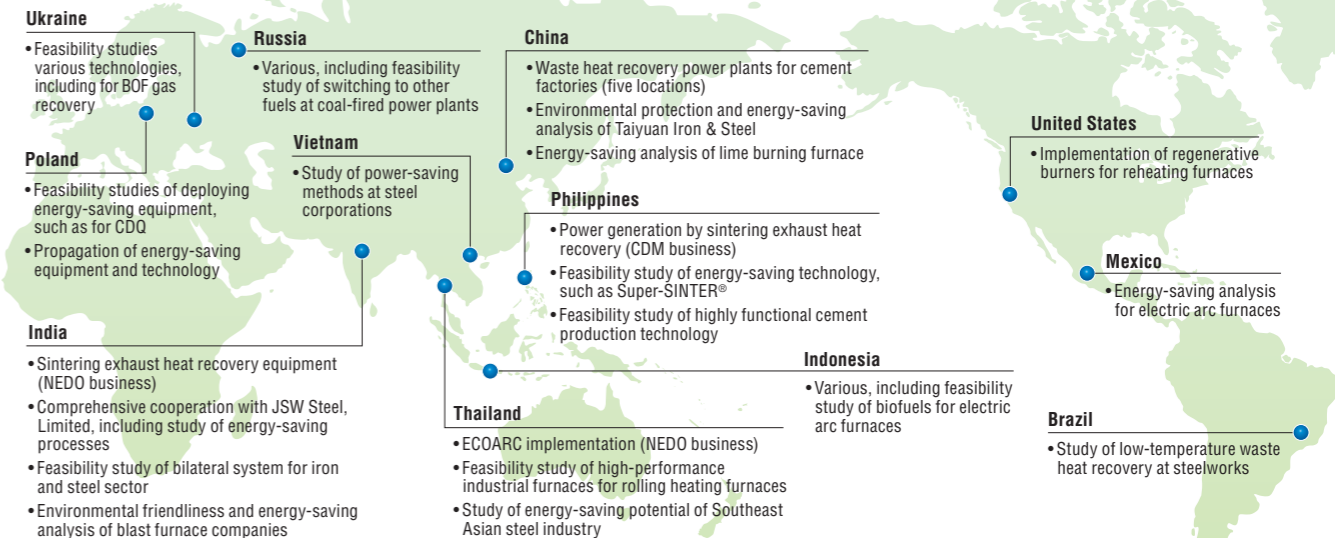 Ukraine
• Feasibility studies
various technologies,
including for BOF gas
recovery
Poland
• Feasibility studies of deploying
energy-saving equipment,
such as for CDQ
• Propagation of energy-saving
equipment and technology
India
• Sintering exhaust heat recovery equipment
(NEDO business)
• Comprehensive cooperation with JSW Steel,
Limited, including study of energy-saving
processes
• Feasibility study of bilateral system for iron
and steel sector
• Environmental friendliness and energy-saving
analysis of blast furnace companies
Russia
• Various, including feasibility
study of switching to other
fuels at coal-fired power plants
Vietnam
• Study of power-saving
methods at steel
corporations
China
• Waste heat recovery power plants for cement
factories (five locations)
• Environmental protection and energy-saving
analysis of Taiyuan Iron & Steel
• Energy-saving analysis of lime burning furnace
Philippines
• Power generation by sintering exhaust heat
recovery (CDM business)
• Feasibility study of energy-saving technology,
such as Super-SINTER®
• Feasibility study of highly functional cement
production technology
Indonesia
• Various, including feasibility
study of biofuels for electric
arc furnaces
Thailand
• ECOARC implementation (NEDO business)
• Feasibility study of high-performance
industrial furnaces for rolling heating furnaces
• Study of energy-saving potential of Southeast
Asian steel industry
United States
• Implementation of regenerative
burners for reheating furnaces
Mexico
• Energy-saving analysis
for electric arc furnaces
Brazil
• Study of low-temperature waste
heat recovery at steelworks